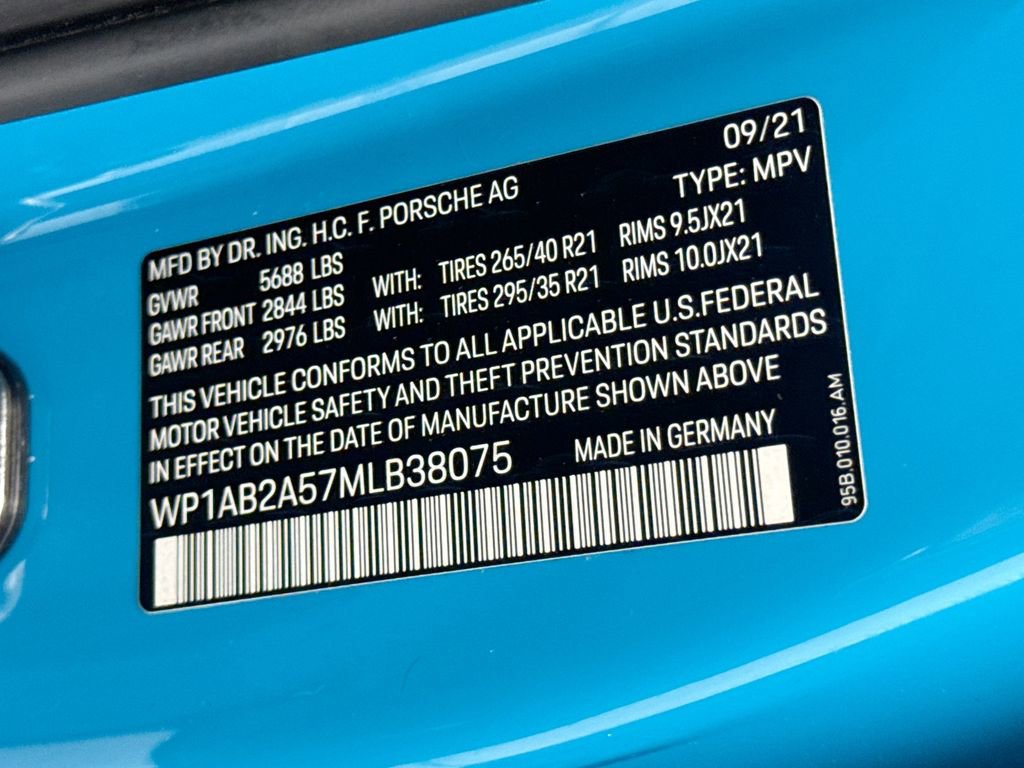 09/21
MFD BY DR. ING. H.C. F. PORSCHE AG TYPE: MPV
GVWR 5688 LBS
GAWR FRONT 2844 LBS WITH: TIRES 265/40 R21 RIMS 9.5JX21
GAWR REAR 2976 LBS WITH: TIRES 295/35 R21 RIMS 10.0JX21
THIS VEHICLE CONFORMS TO ALL APPLICABLE U.S.FEDERAL
MOTOR VEHICLE SAFETY AND THEFT PREVENTION STANDARDS
IN EFFECT ON THE DATE OF MANUFACTURE SHOWN ABOVE
WP1AB2A57MLB38075 MADE IN GERMANY
95B.010.016.AM